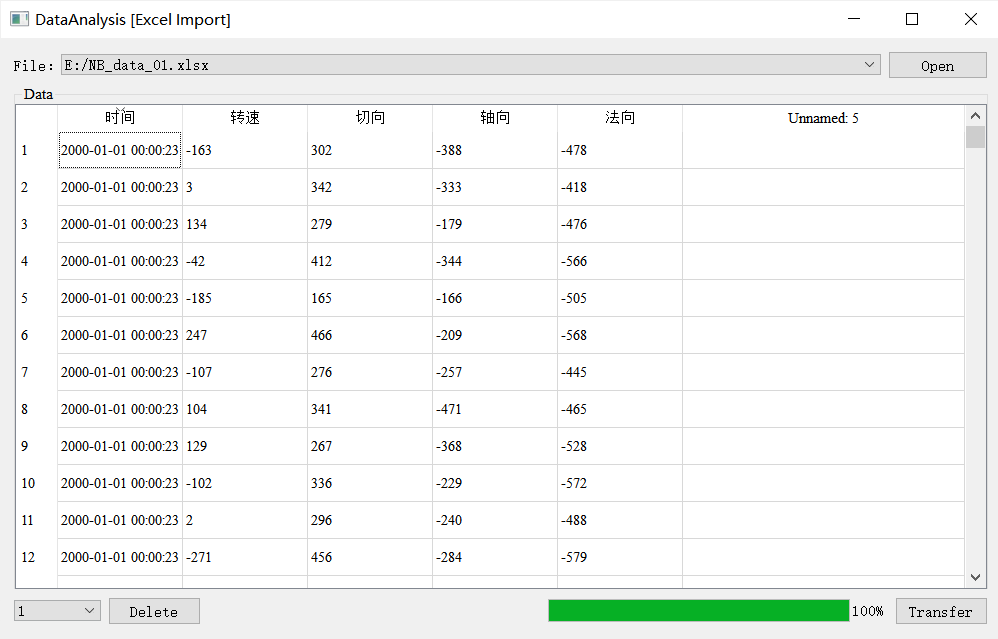 DataAnalysis [Excel Import]
File: E:/NB_data_01.xlsx Open
Data
时间 转速 切向 轴向 法向 Unnamed: 5
1 2000-01-01 00:00:23 -163 302 -388 -478
2 2000-01-01 00:00:23 3 342 -333 -418
3 2000-01-01 00:00:23 134 279 -179 -476
4 2000-01-01 00:00:23 -42 412 -344 -566
5 2000-01-01 00:00:23 -185 165 -166 -505
6 2000-01-01 00:00:23 247 466 -209 -568
7 2000-01-01 00:00:23 -107 276 -257 -445
8 2000-01-01 00:00:23 104 341 -471 -465
9 2000-01-01 00:00:23 129 267 -368 -528
10 2000-01-01 00:00:23 -102 336 -229 -572
11 2000-01-01 00:00:23 2 296 -240 -488
12 2000-01-01 00:00:23 -271 456 -284 -579
1 Delete 100% Transfer